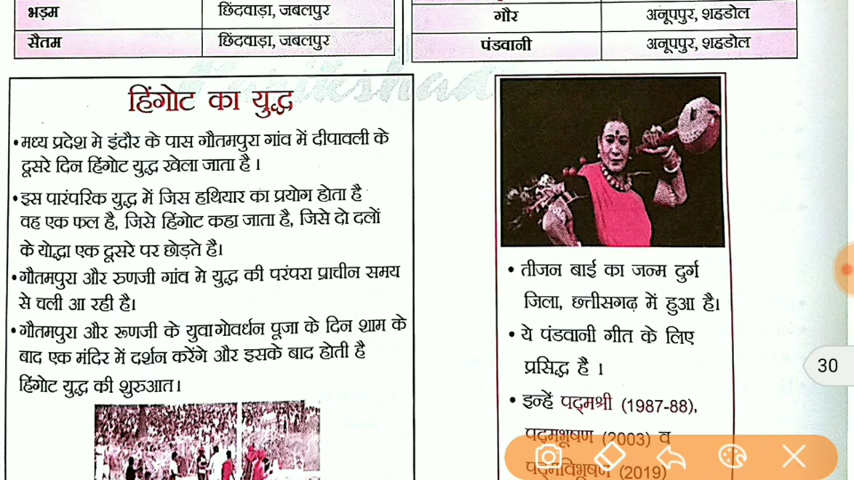 भड़म छिंदवाड़ा, जबलपुर
सैतम छिंदवाड़ा, जबलपुर
गौर अनूपपुर, शहडोल
पंडवानी अनूपपुर, शहडोल
हिंगोट का युद्ध
•मध्य प्रदेश मे इंदौर के पास गौतमपुरा गांव में दीपावली के
दूसरे दिन हिंगोट युद्ध खेला जाता है ।
•इस पारंपरिक युद्ध में जिस हथियार का प्रयोग होता है
वह एक फल है, जिसे हिंगोट कहा जाता है, जिसे दो दलों
के योद्धा एक दूसरे पर छोड़ते है।
•गौतमपुरा और रुणजी गांव मे युद्ध की परंपरा प्राचीन समय
से चली आ रही है।
•गौतमपुरा और रूणजी के युवा गोवर्धन पूजा के दिन शाम के
बाद एक मंदिर में दर्शन करेंगे और इसके बाद होती है
हिंगोट युद्ध की शुरुआत।
• तीजन बाई का जन्म दुर्ग
जिला, छत्तीसगढ़ में हुआ है।
• ये पंडवानी गीत के लिए
प्रसिद्ध है ।
• इन्हें पद्मश्री (1987-88),
पद्मभूषण (2003) व
पद्मविभूषण (2019)
30